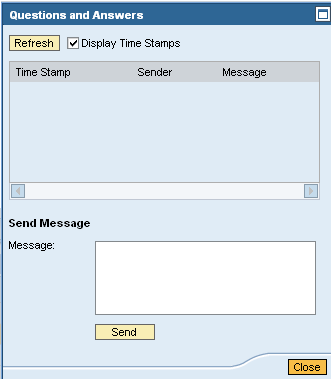 Questions and Answers
Refresh Display Time Stamps
Time Stamp Sender Message
Send Message
Message:
Send
Close